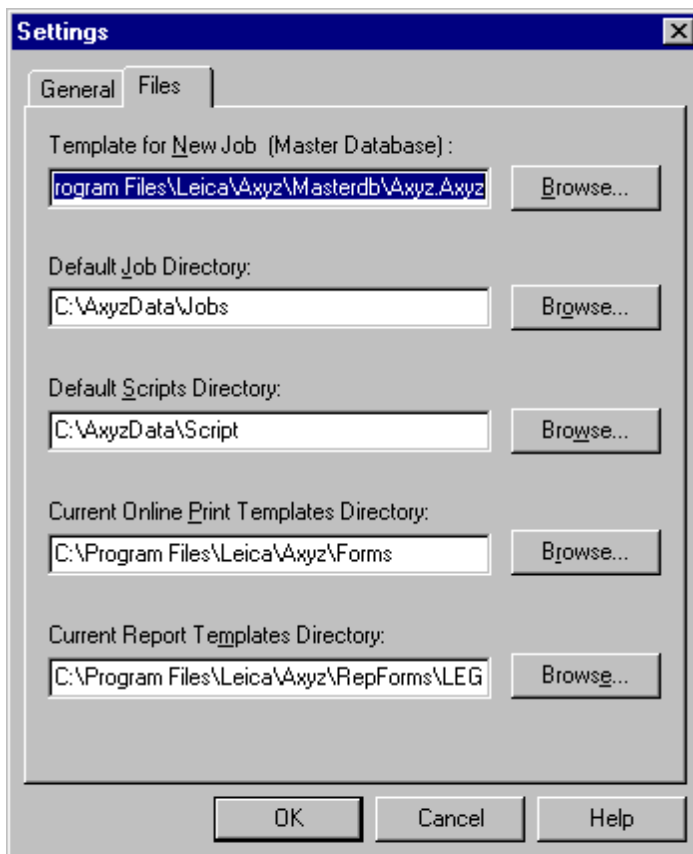 Settings
General
Files
Template for New Job (Master Database) :
rogram Files\Leica\Axyz\Masterdb\Axyz.Axyz
Browse...
Default Job Directory:
C:\AxyzData\Jobs
Browse...
Default Scripts Directory:
C:\AxyzData\Script
Browse...
Current Online Print Templates Directory:
C:\Program Files\Leica\Axyz\Forms
Browse...
Current Report Templates Directory:
C:\Program Files\Leica\Axyz\RepForms\LEG
Browse...
OK
Cancel
Help